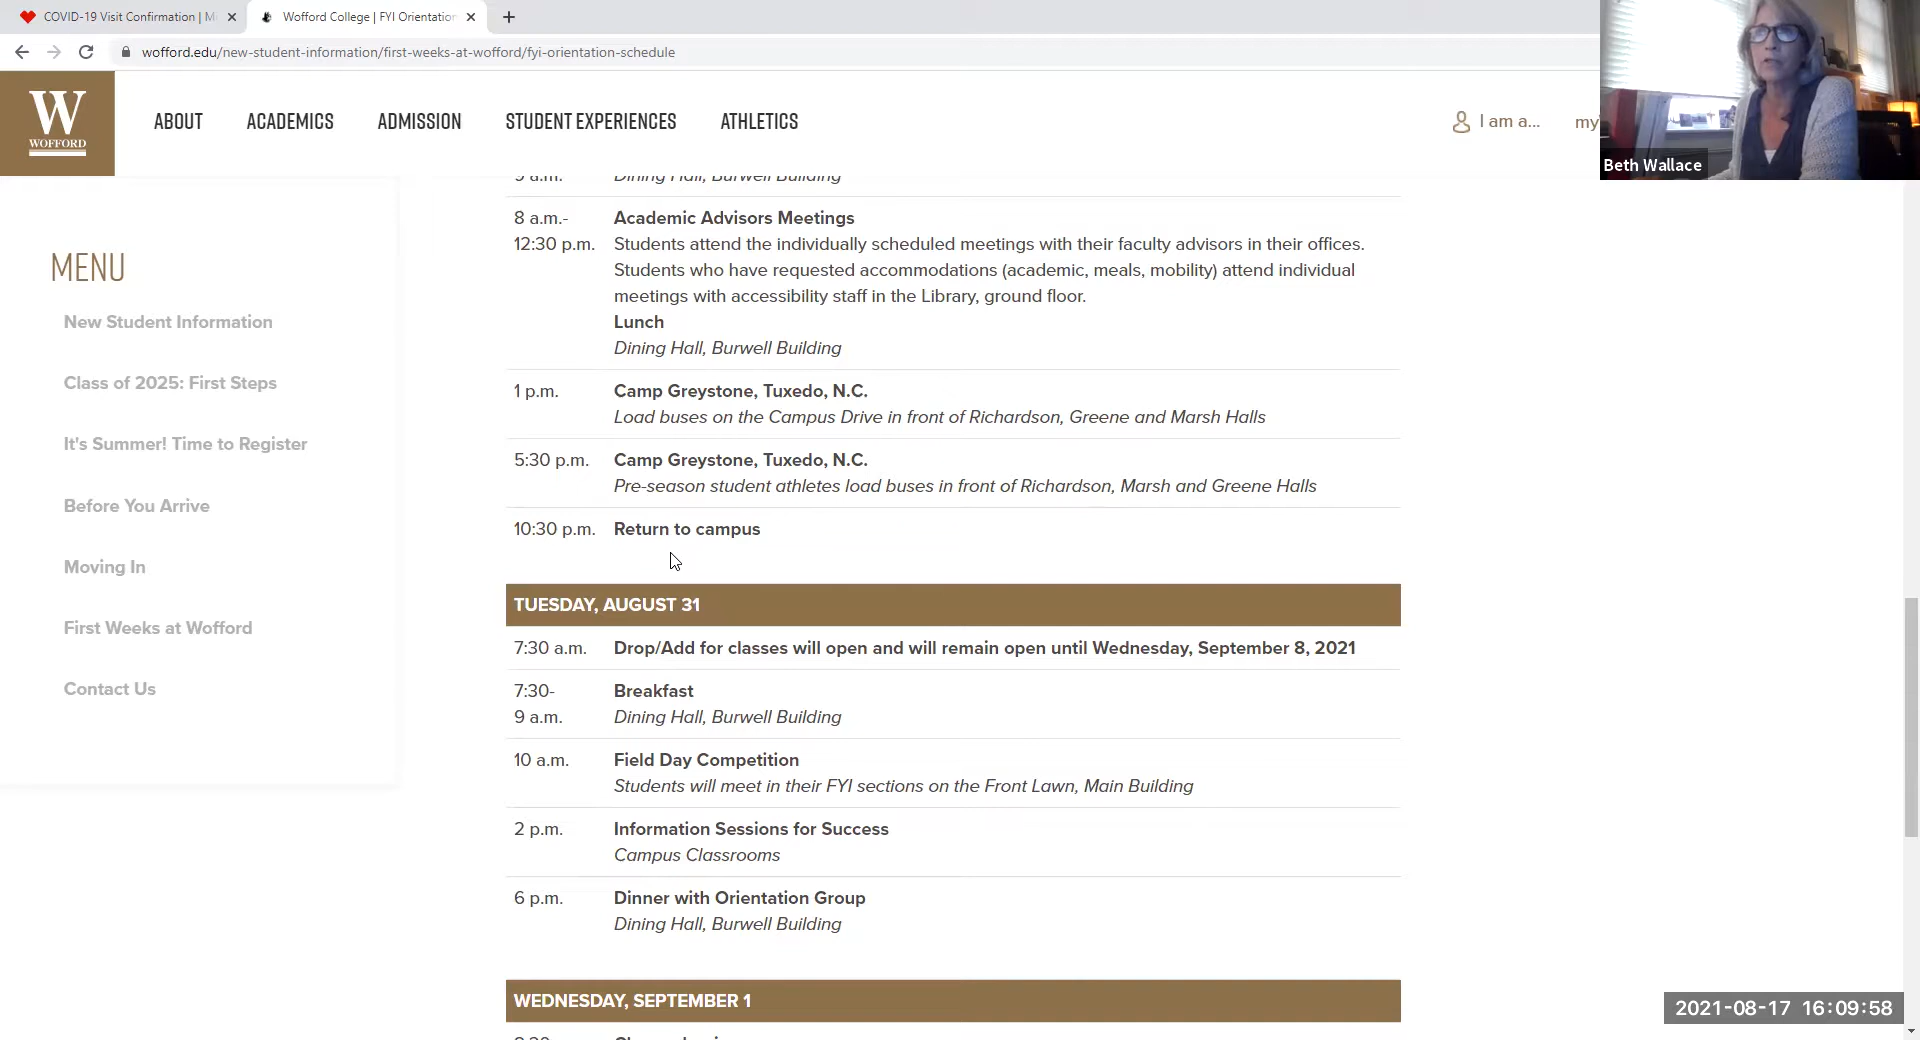 COVID-19 Visit Confirmation | M
Wofford College | FYI Orientation
wofford.edu/new-student-information/first-weeks-at-wofford/fyi-orientation-schedule
W
WOFFORD
ABOUT
ACADEMICS
ADMISSION
STUDENT EXPERIENCES
ATHLETICS
I am a...
my
Beth Wallace
MENU
New Student Information
Class of 2025: First Steps
It's Summer! Time to Register
Before You Arrive
Moving In
First Weeks at Wofford
Contact Us
9 a.m. Dining Hall, Burwell Building
8 a.m.- Academic Advisors Meetings
12:30 p.m. Students attend the individually scheduled meetings with their faculty advisors in their offices.
Students who have requested accommodations (academic, meals, mobility) attend individual
meetings with accessibility staff in the Library, ground floor.
Lunch
Dining Hall, Burwell Building
1 p.m. Camp Greystone, Tuxedo, N.C.
Load buses on the Campus Drive in front of Richardson, Greene and Marsh Halls
5:30 p.m. Camp Greystone, Tuxedo, N.C.
Pre-season student athletes load buses in front of Richardson, Marsh and Greene Halls
10:30 p.m. Return to campus
TUESDAY, AUGUST 31
7:30 a.m. Drop/Add for classes will open and will remain open until Wednesday, September 8, 2021
7:30- Breakfast
9 a.m. Dining Hall, Burwell Building
10 a.m. Field Day Competition
Students will meet in their FYI sections on the Front Lawn, Main Building
2 p.m. Information Sessions for Success
Campus Classrooms
6 p.m. Dinner with Orientation Group
Dining Hall, Burwell Building
WEDNESDAY, SEPTEMBER 1
2021-08-17 16:09:58